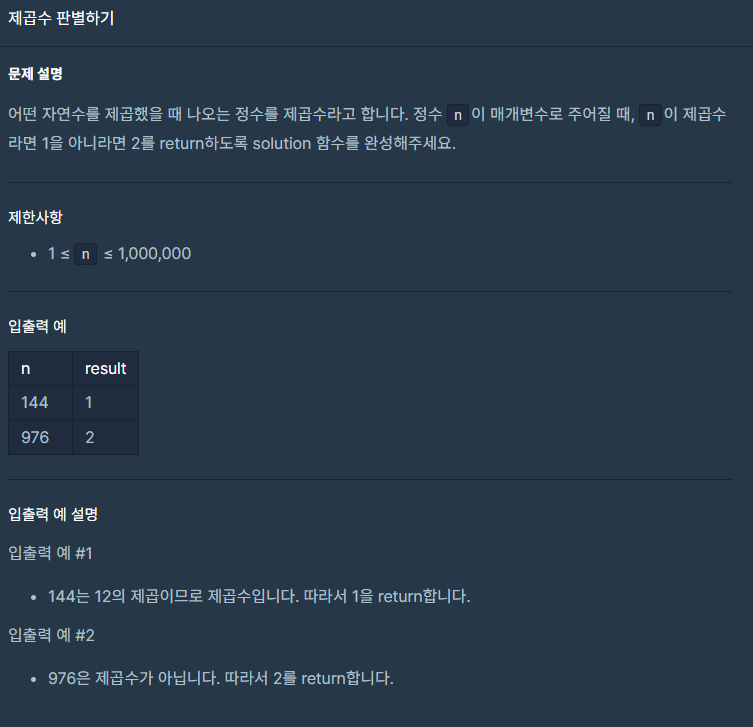 제곱수 판별하기
문제 설명
어떤 자연수를 제곱했을 때 나오는 정수를 제곱수라고 합니다. 정수 n 이 매개변수로 주어질 때, n 이 제곱수
라면 1을 아니라면 2를 return하도록 solution 함수를 완성해주세요.
제한사항
• 1 ≤ n ≤ 1,000,000
입출력 예
n result
144 1
976 2
입출력 예 설명
입출력 예 #1
• 144는 12의 제곱이므로 제곱수입니다. 따라서 1을 return합니다.
입출력 예 #2
• 976은 제곱수가 아닙니다. 따라서 2를 return합니다.